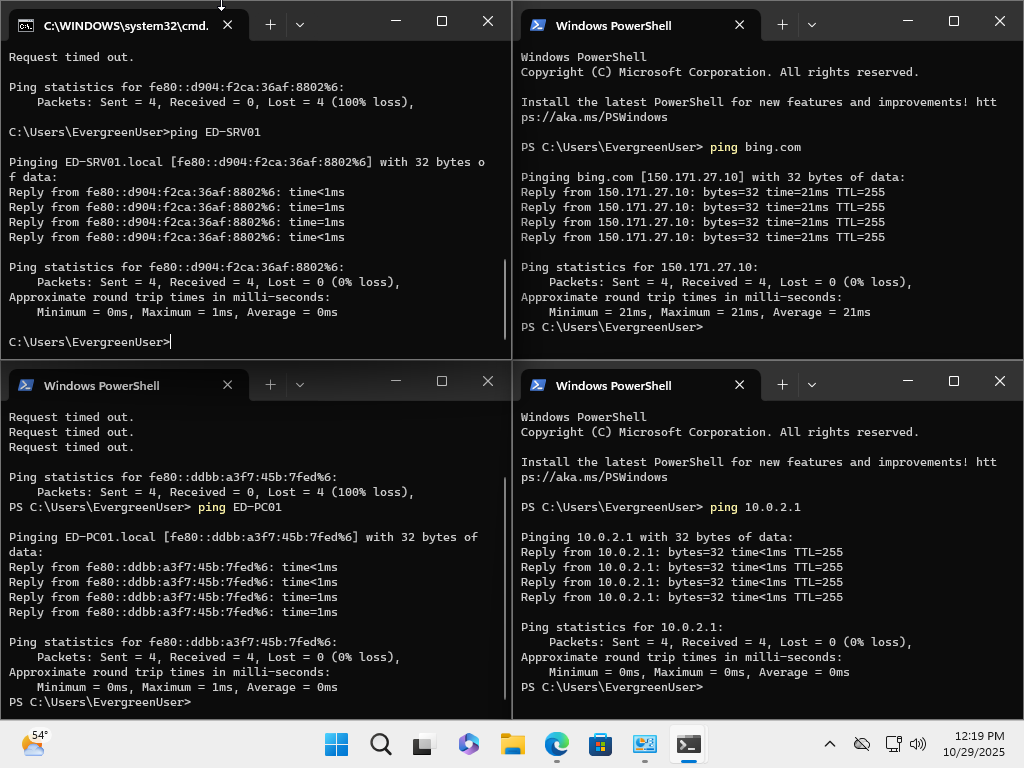 C:\WINDOWS\system32\cmd.
Request timed out.
Ping statistics for fe80::d904:f2ca:36af:8802%6:
    Packets: Sent = 4, Received = 0, Lost = 4 (100% loss),
C:\Users\EvergreenUser>ping ED-SRV01
Pinging ED-SRV01.local [fe80::d904:f2ca:36af:8802%6] with 32 bytes o
f data:
Reply from fe80::d904:f2ca:36af:8802%6: time<1ms
Reply from fe80::d904:f2ca:36af:8802%6: time=1ms
Reply from fe80::d904:f2ca:36af:8802%6: time=1ms
Reply from fe80::d904:f2ca:36af:8802%6: time<1ms
Ping statistics for fe80::d904:f2ca:36af:8802%6:
    Packets: Sent = 4, Received = 4, Lost = 0 (0% loss),
Approximate round trip times in milli-seconds:
    Minimum = 0ms, Maximum = 1ms, Average = 0ms
C:\Users\EvergreenUser>
Windows PowerShell
Windows PowerShell
Copyright (C) Microsoft Corporation. All rights reserved.
Install the latest PowerShell for new features and improvements! htt
ps://aka.ms/PSWindows
PS C:\Users\EvergreenUser> ping bing.com
Pinging bing.com [150.171.27.10] with 32 bytes of data:
Reply from 150.171.27.10: bytes=32 time=21ms TTL=255
Reply from 150.171.27.10: bytes=32 time=21ms TTL=255
Reply from 150.171.27.10: bytes=32 time=21ms TTL=255
Reply from 150.171.27.10: bytes=32 time=21ms TTL=255
Ping statistics for 150.171.27.10:
    Packets: Sent = 4, Received = 4, Lost = 0 (0% loss),
Approximate round trip times in milli-seconds:
    Minimum = 21ms, Maximum = 21ms, Average = 21ms
PS C:\Users\EvergreenUser>
Windows PowerShell
Request timed out.
Request timed out.
Request timed out.
Ping statistics for fe80::ddbb:a3f7:45b:7fed%6:
    Packets: Sent = 4, Received = 0, Lost = 4 (100% loss),
PS C:\Users\EvergreenUser> ping ED-PC01
Pinging ED-PC01.local [fe80::ddbb:a3f7:45b:7fed%6] with 32 bytes of
data:
Reply from fe80::ddbb:a3f7:45b:7fed%6: time<1ms
Reply from fe80::ddbb:a3f7:45b:7fed%6: time<1ms
Reply from fe80::ddbb:a3f7:45b:7fed%6: time=1ms
Reply from fe80::ddbb:a3f7:45b:7fed%6: time=1ms
Ping statistics for fe80::ddbb:a3f7:45b:7fed%6:
    Packets: Sent = 4, Received = 4, Lost = 0 (0% loss),
Approximate round trip times in milli-seconds:
    Minimum = 0ms, Maximum = 1ms, Average = 0ms
PS C:\Users\EvergreenUser>
Windows PowerShell
Windows PowerShell
Copyright (C) Microsoft Corporation. All rights reserved.
Install the latest PowerShell for new features and improvements! htt
ps://aka.ms/PSWindows
PS C:\Users\EvergreenUser> ping 10.0.2.1
Pinging 10.0.2.1 with 32 bytes of data:
Reply from 10.0.2.1: bytes=32 time<1ms TTL=255
Reply from 10.0.2.1: bytes=32 time<1ms TTL=255
Reply from 10.0.2.1: bytes=32 time<1ms TTL=255
Reply from 10.0.2.1: bytes=32 time<1ms TTL=255
Ping statistics for 10.0.2.1:
    Packets: Sent = 4, Received = 4, Lost = 0 (0% loss),
Approximate round trip times in milli-seconds:
    Minimum = 0ms, Maximum = 0ms, Average = 0ms
PS C:\Users\EvergreenUser>
54°
12:19 PM
10/29/2025